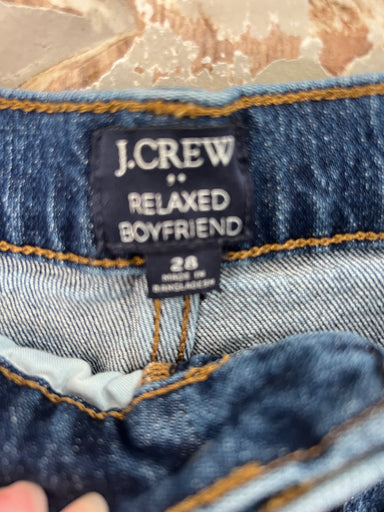 J.CREW
RELAXED
BOYFRIEND
28
MADE IN
BANGLADESH